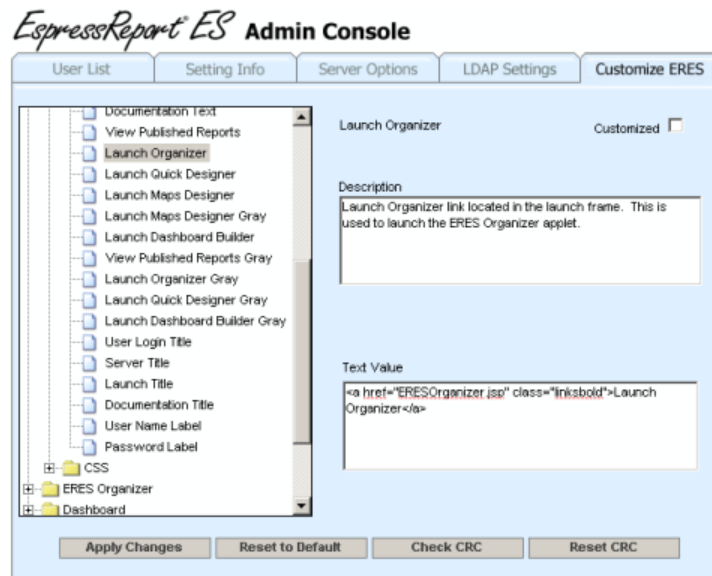 EspressReport ES Admin Console
User List Setting Info Server Options LDAP Settings Customize ERES
Documentation Text
View Published Reports
Launch Organizer
Launch Quick Designer
Launch Maps Designer
Launch Maps Designer Gray
Launch Dashboard Builder
View Published Reports Gray
Launch Organizer Gray
Launch Quick Designer Gray
Launch Dashboard Builder Gray
User Login Title
Server Title
Launch Title
Documentation Title
User Name Label
Password Label
CSS
ERES Organizer
Dashboard
Launch Organizer Customized
Description
Launch Organizer link located in the launch frame. This is
used to launch the ERES Organizer applet.
Text Value
<a href="ERESOrganizer.jsp" class="linksbold">Launch
Organizer</a>
Apply Changes Reset to Default Check CRC Reset CRC